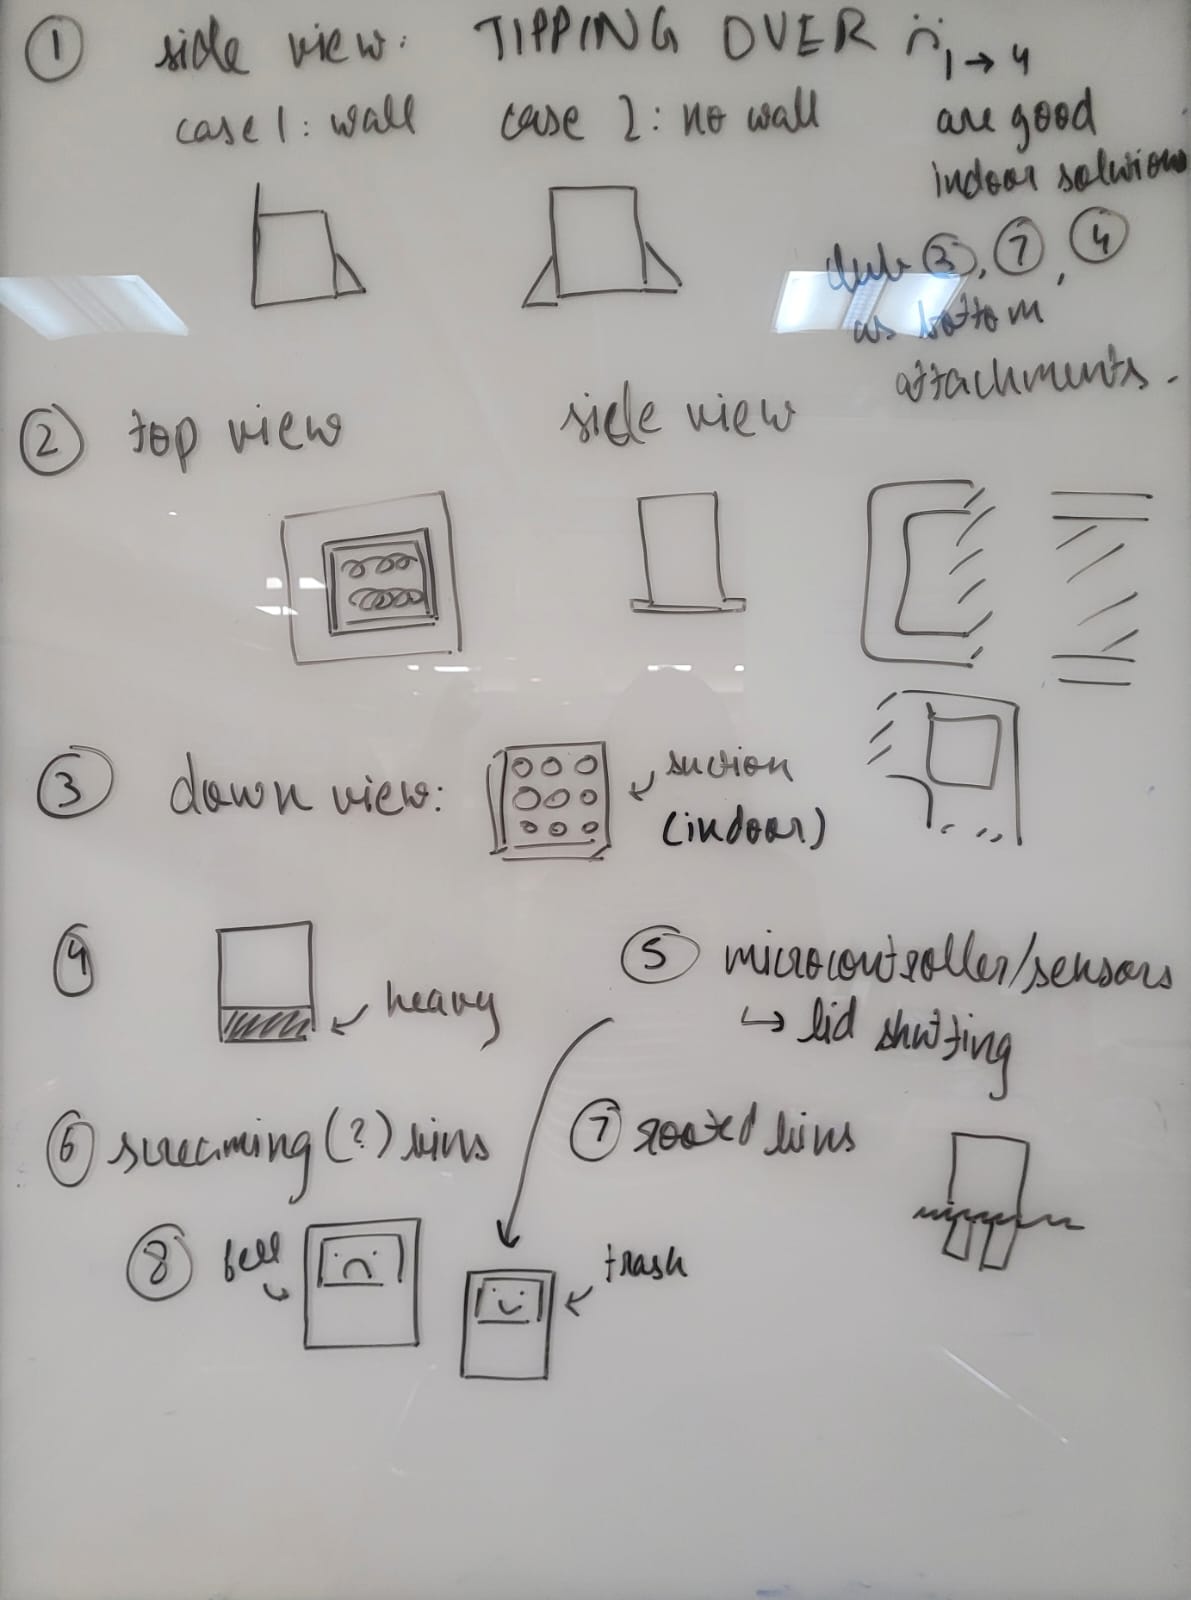 ① side view: TIPPING OVER :(
1 → 4
are good
indoor solutions
case 1: wall
case 2: no wall
club ③, ⑦, ④
as bottom
attachments.
② top view
side view
③ down view:
suction
(indoor)
④
heavy
⑤ microcontroller/sensors
↳ lid shutting
⑥ screaming (?) bins
⑦ rooted bins
⑧ full
trash